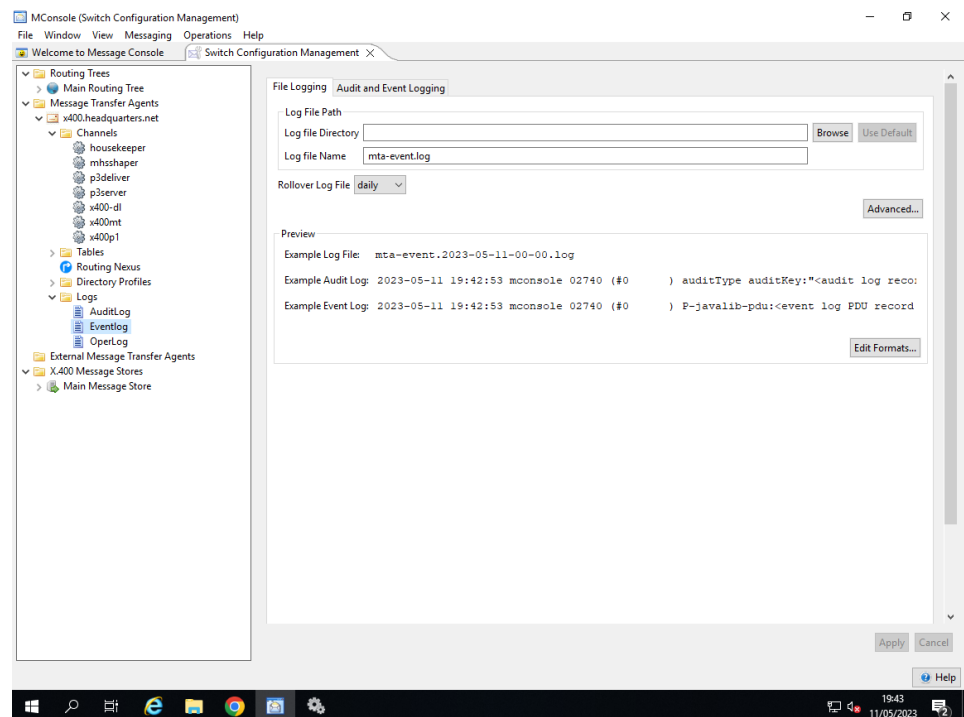 MConsole (Switch Configuration Management)
File Window View Messaging Operations Help
Welcome to Message Console
Switch Configuration Management
Routing Trees
Main Routing Tree
Message Transfer Agents
x400.headquarters.net
Channels
housekeeper
mhsshaper
p3deliver
p3server
x400-dl
x400mt
x400p1
Tables
Routing Nexus
Directory Profiles
Logs
AuditLog
Eventlog
OperLog
External Message Transfer Agents
X.400 Message Stores
Main Message Store
File Logging
Audit and Event Logging
Log File Path
Log file Directory
Browse
Use Default
Log file Name
mta-event.log
Rollover Log File
daily
Advanced...
Preview
Example Log File: mta-event.2023-05-11-00-00.log
Example Audit Log: 2023-05-11 19:42:53 mconsole 02740 (#0 ) auditType auditKey:"<audit log reco
Example Event Log: 2023-05-11 19:42:53 mconsole 02740 (#0 ) P-javalib-pdu:<event log PDU record
Edit Formats...
Apply
Cancel
Help
19:43
11/05/2023
2